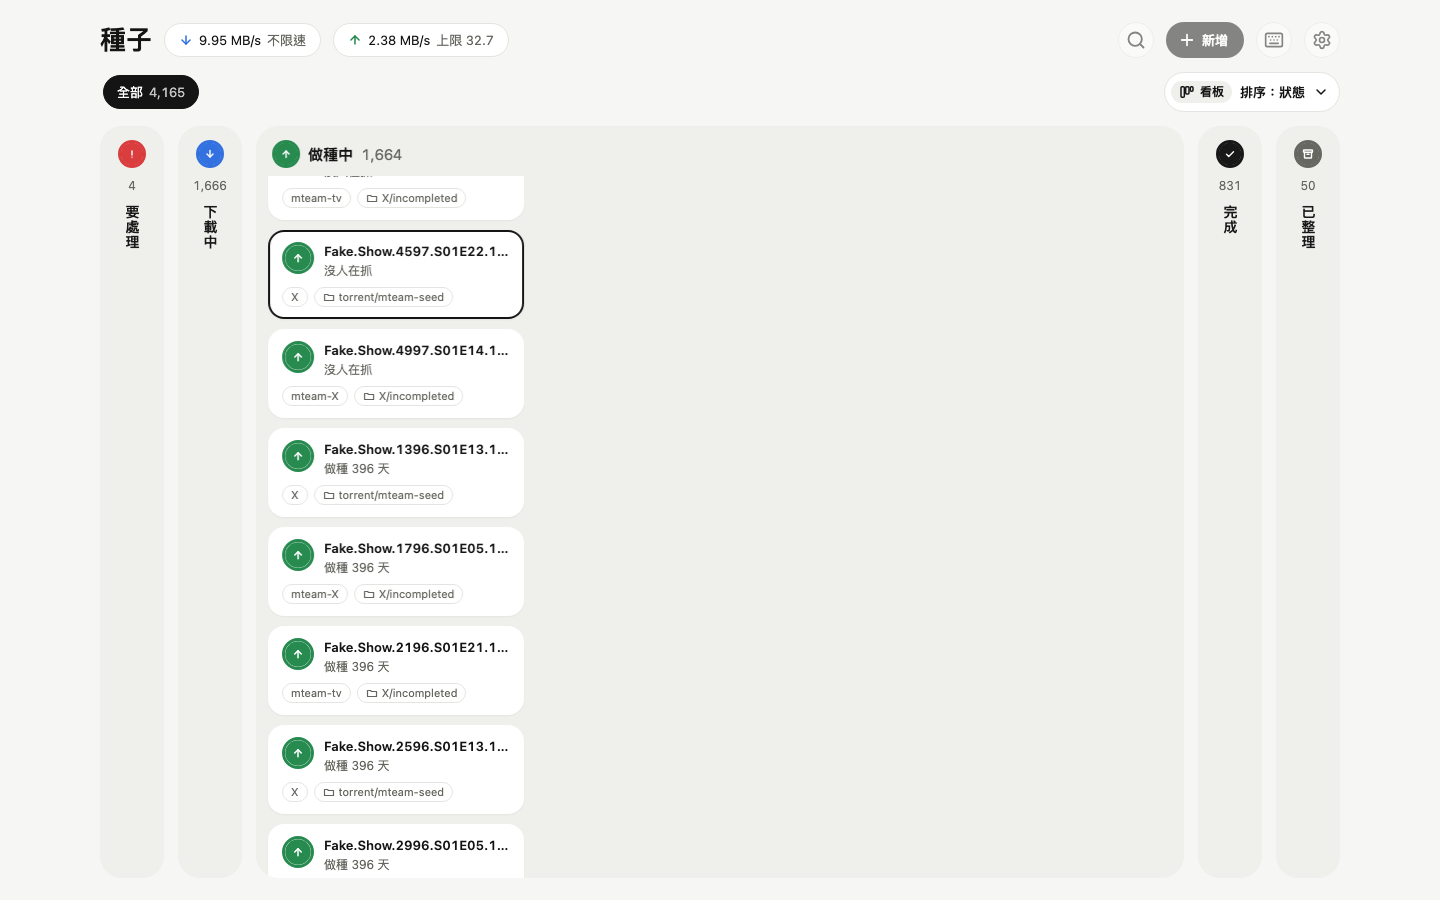 種子
9.95 MB/s 不限速
2.38 MB/s 上限 32.7
新增
全部 4,165
看板
排序：狀態
4
要處理
1,666
下載中
做種中 1,664
mteam-tv
X/incompleted
Fake.Show.4597.S01E22.1...
沒人在抓
X
torrent/mteam-seed
Fake.Show.4997.S01E14.1...
沒人在抓
mteam-X
X/incompleted
Fake.Show.1396.S01E13.1...
做種 396 天
X
torrent/mteam-seed
Fake.Show.1796.S01E05.1...
做種 396 天
mteam-X
X/incompleted
Fake.Show.2196.S01E21.1...
做種 396 天
mteam-tv
X/incompleted
Fake.Show.2596.S01E13.1...
做種 396 天
X
torrent/mteam-seed
Fake.Show.2996.S01E05.1...
做種 396 天
831
完成
50
已整理